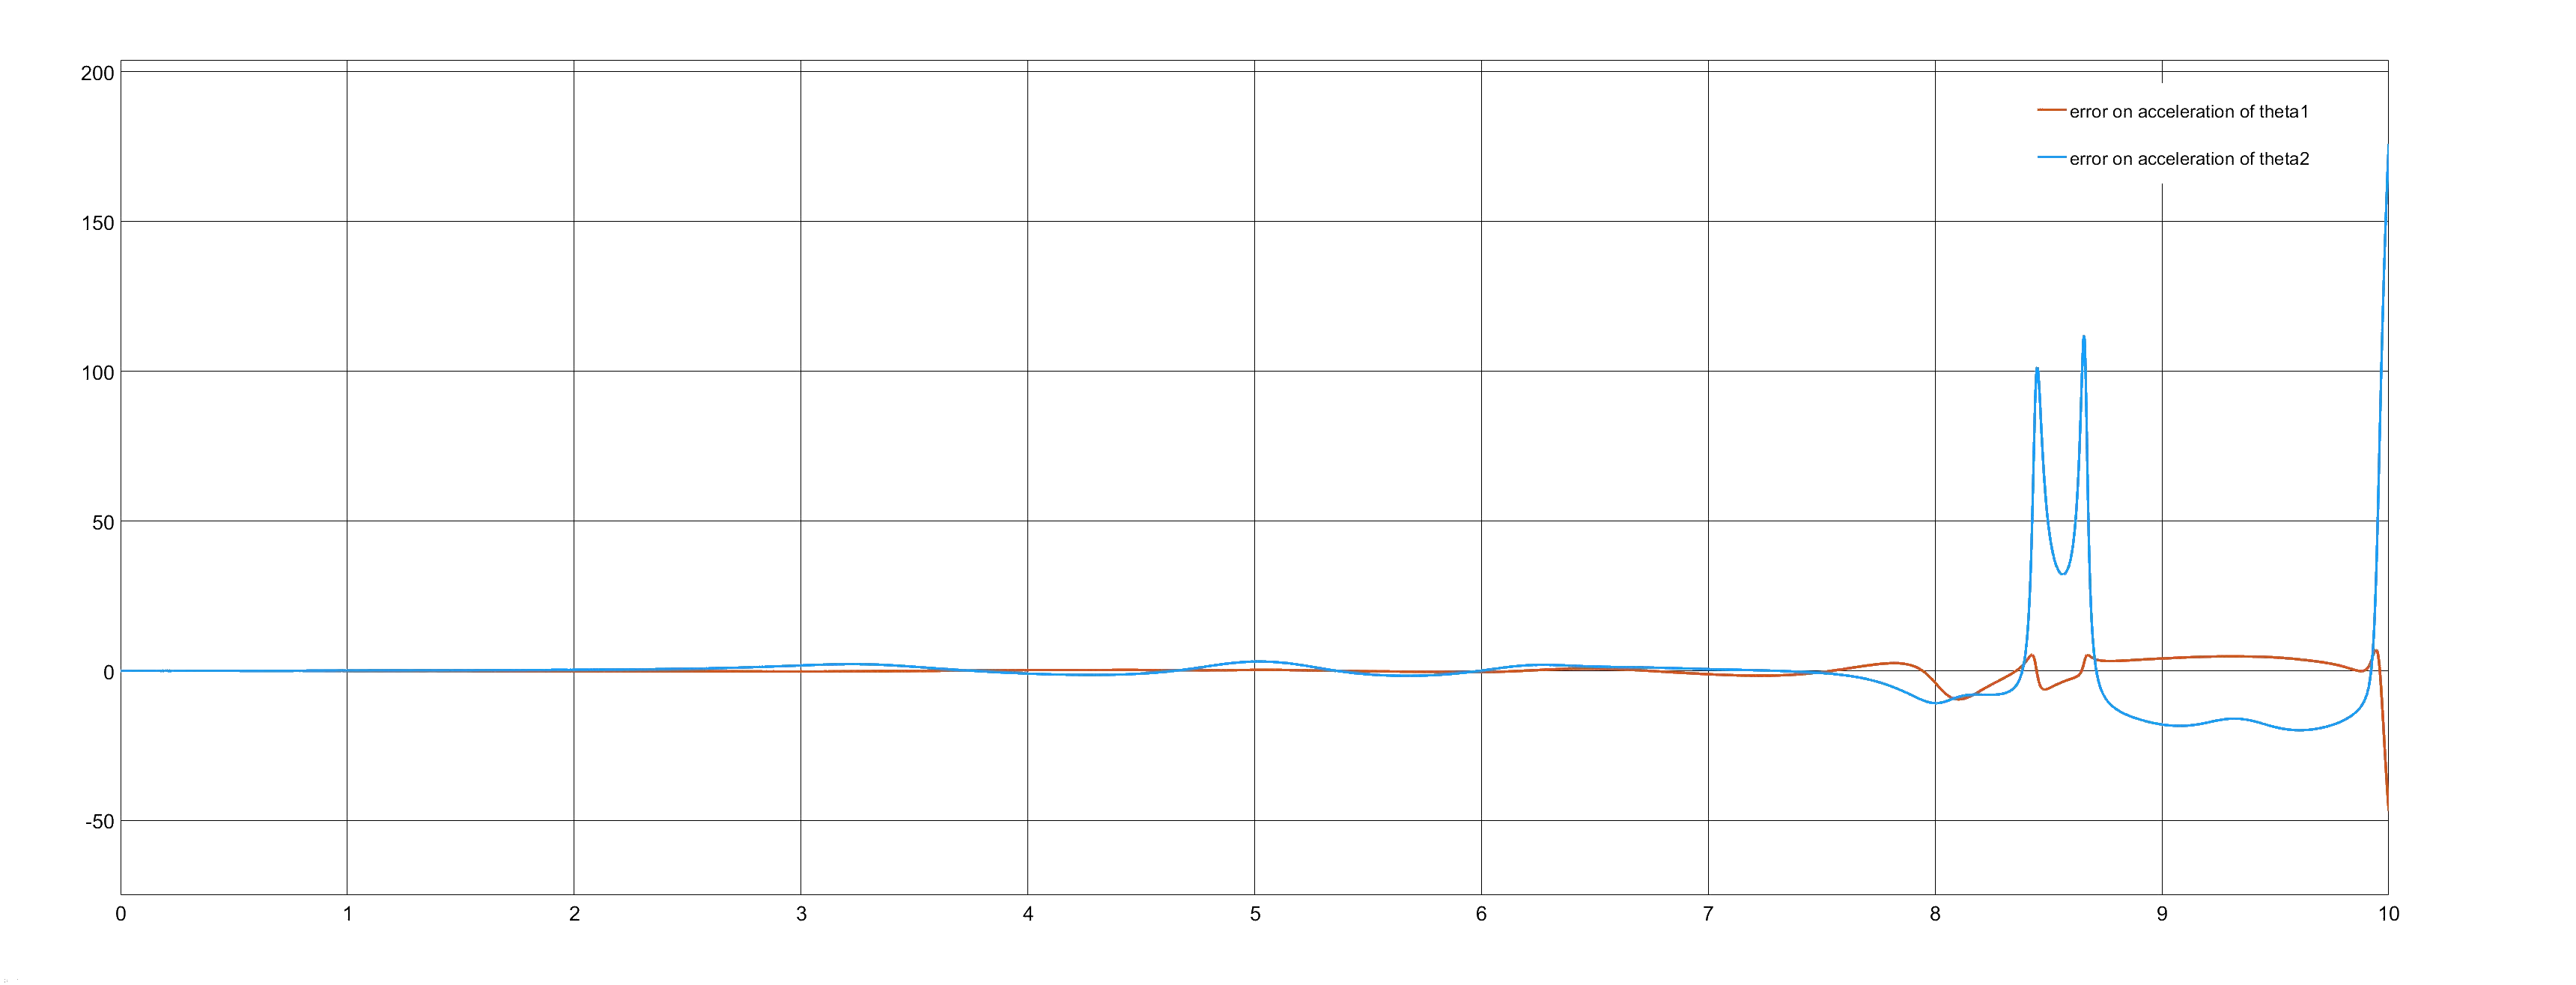 200
error on acceleration of theta1
error on acceleration of theta2
150
100
50
0
-50
0 1 2 3 4 5 6 7 8 9 10